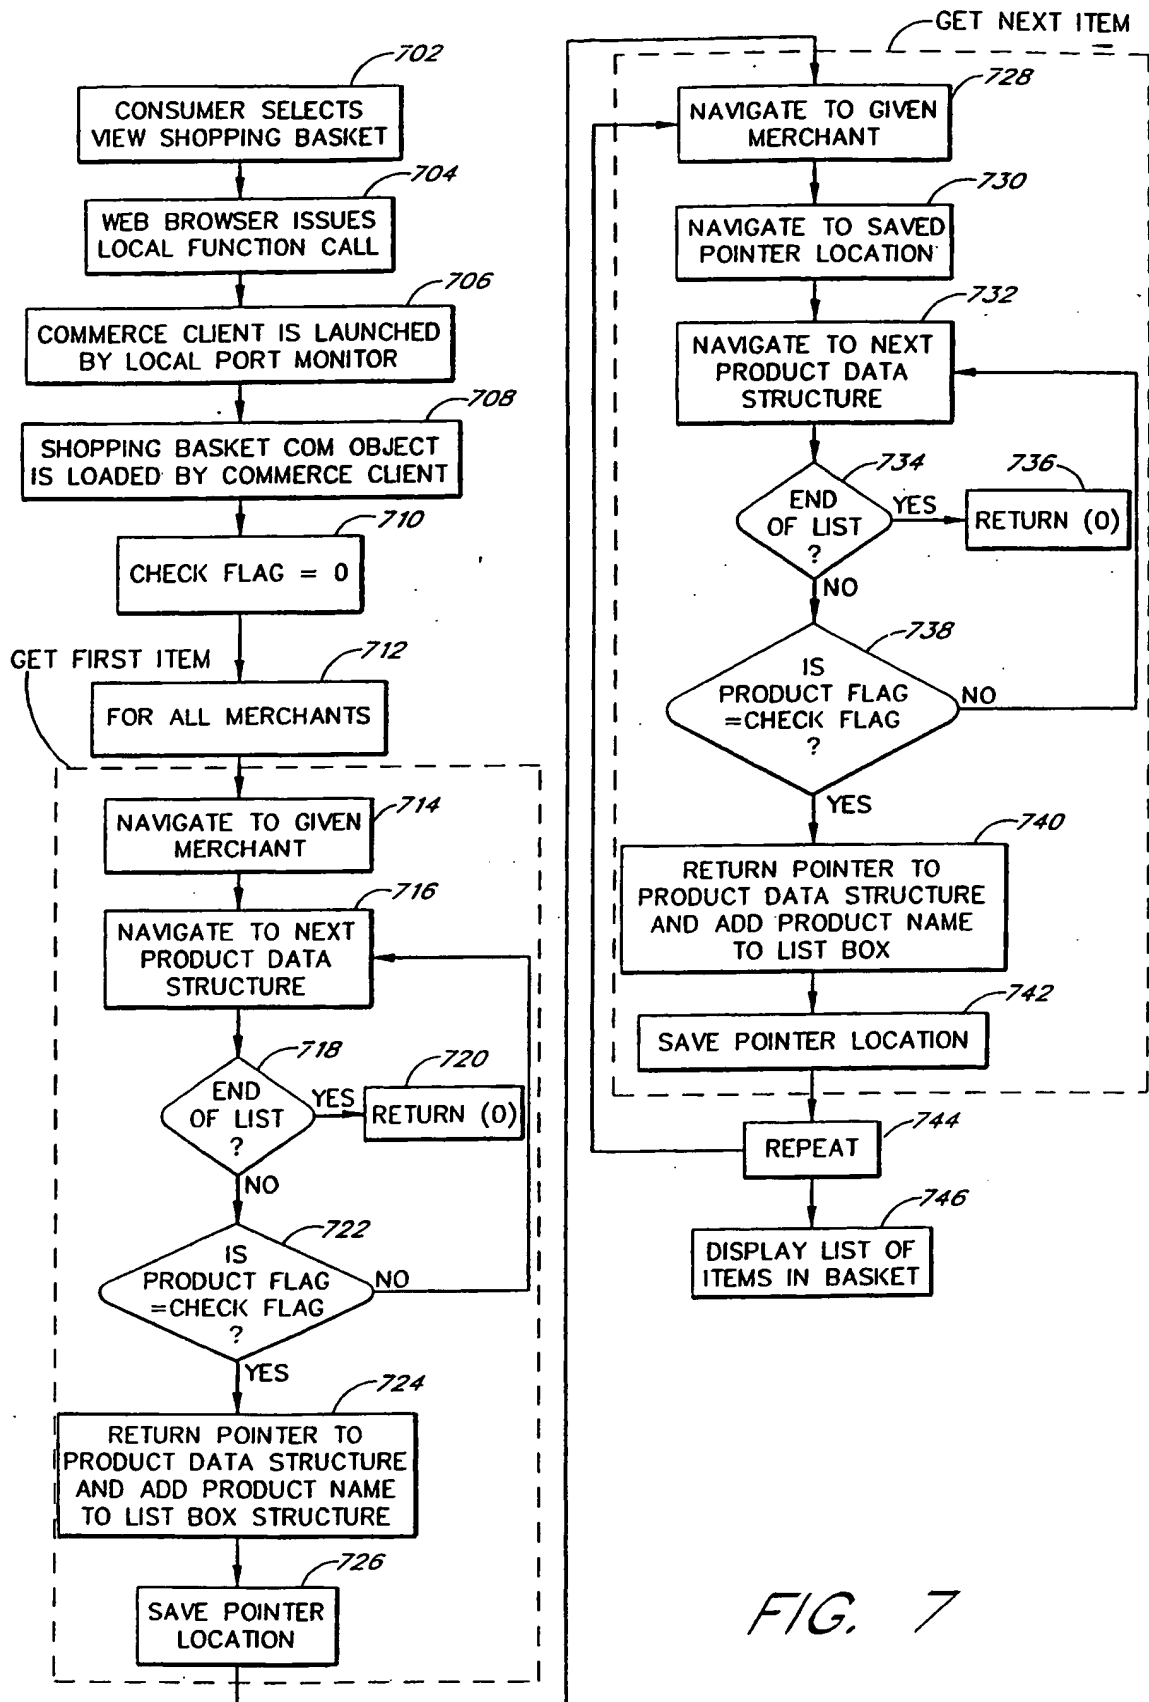 702
CONSUMER SELECTS
VIEW SHOPPING BASKET
704
WEB BROWSER ISSUES
LOCAL FUNCTION CALL
706
COMMERCE CLIENT IS LAUNCHED
BY LOCAL PORT MONITOR
708
SHOPPING BASKET COM OBJECT
IS LOADED BY COMMERCE CLIENT
710
CHECK FLAG = 0
GET FIRST ITEM
712
FOR ALL MERCHANTS
714
NAVIGATE TO GIVEN
MERCHANT
716
NAVIGATE TO NEXT
PRODUCT DATA
STRUCTURE
718
END
OF LIST
?
YES
720
RETURN (0)
NO
722
IS
PRODUCT FLAG
=CHECK FLAG
?
NO
YES
724
RETURN POINTER TO
PRODUCT DATA STRUCTURE
AND ADD PRODUCT NAME
TO LIST BOX STRUCTURE
726
SAVE POINTER
LOCATION
GET NEXT ITEM
728
NAVIGATE TO GIVEN
MERCHANT
730
NAVIGATE TO SAVED
POINTER LOCATION
732
NAVIGATE TO NEXT
PRODUCT DATA
STRUCTURE
734
END
OF LIST
?
YES
736
RETURN (0)
NO
738
IS
PRODUCT FLAG
=CHECK FLAG
?
NO
YES
740
RETURN POINTER TO
PRODUCT DATA STRUCTURE
AND ADD PRODUCT NAME
TO LIST BOX
742
SAVE POINTER LOCATION
744
REPEAT
746
DISPLAY LIST OF
ITEMS IN BASKET
FIG. 7